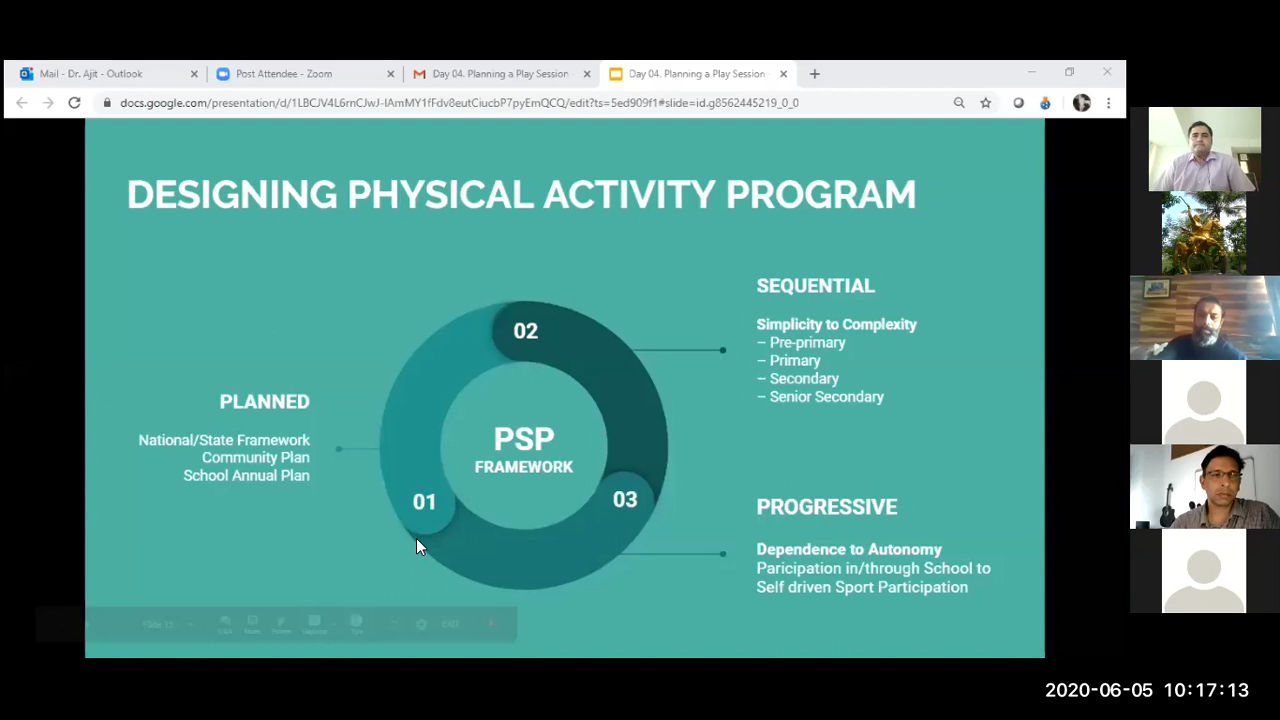 Mail - Dr. Ajit - Outlook
Post Attendee - Zoom
Day 04. Planning a Play Session
Day 04. Planning a Play Session -
docs.google.com/presentation/d/1LBCJV4L6rnCJwJ-IAmMY1fFdv8eutCiucbP7pyEmQCQ/edit?ts=5ed909f1#slide=id.g8562445219_0_0
DESIGNING PHYSICAL ACTIVITY PROGRAM
PLANNED
National/State Framework
Community Plan
School Annual Plan
01
02
03
PSP
FRAMEWORK
SEQUENTIAL
Simplicity to Complexity
– Pre-primary
– Primary
– Secondary
– Senior Secondary
PROGRESSIVE
Dependence to Autonomy
Paricipation in/through School to
Self driven Sport Participation
EXIT
2020-06-05 10:17:13